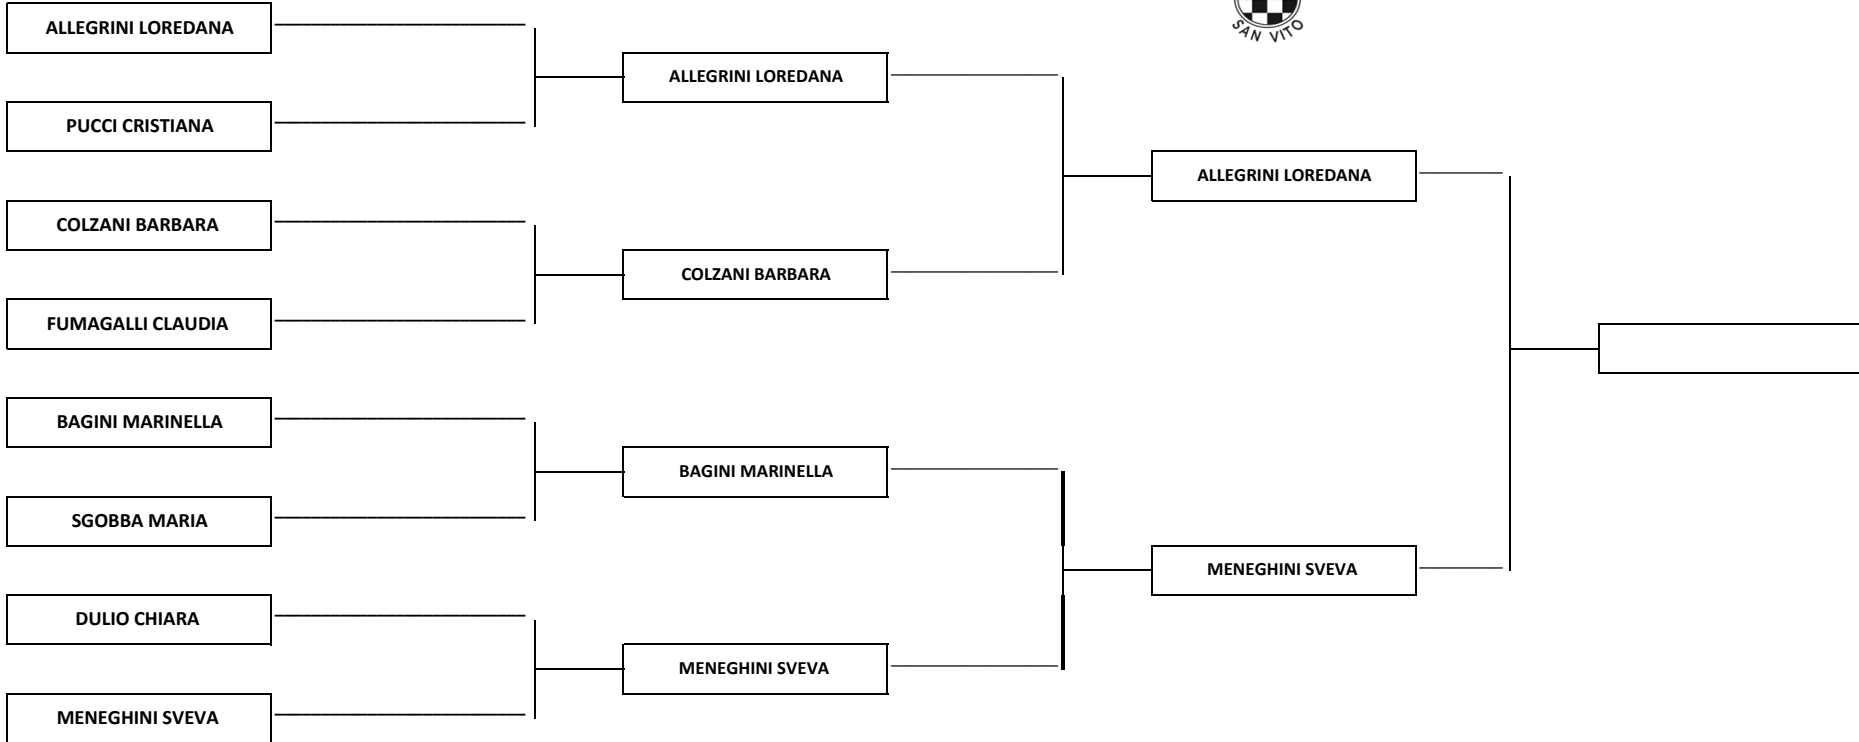 SAN VITO
ALLEGRINI LOREDANA
PUCCI CRISTIANA
COLZANI BARBARA
FUMAGALLI CLAUDIA
BAGINI MARINELLA
SGOBBA MARIA
DULIO CHIARA
MENEGHINI SVEVA
ALLEGRINI LOREDANA
COLZANI BARBARA
BAGINI MARINELLA
MENEGHINI SVEVA
ALLEGRINI LOREDANA
MENEGHINI SVEVA